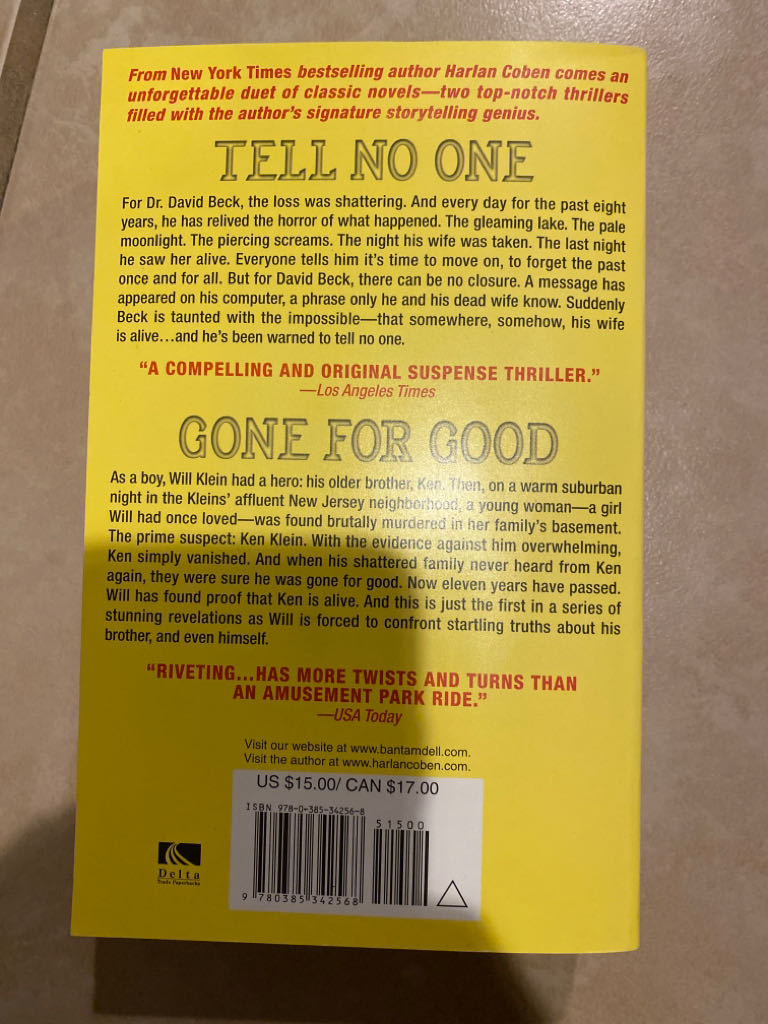 From New York Times bestselling author Harlan Coben comes an
unforgettable duet of classic novels—two top-notch thrillers
filled with the author's signature storytelling genius.
TELL NO ONE
For Dr. David Beck, the loss was shattering. And every day for the past eight
years, he has relived the horror of what happened. The gleaming lake. The pale
moonlight. The piercing screams. The night his wife was taken. The last night
he saw her alive. Everyone tells him it's time to move on, to forget the past
once and for all. But for David Beck, there can be no closure. A message has
appeared on his computer, a phrase only he and his dead wife know. Suddenly
Beck is taunted with the impossible—that somewhere, somehow, his wife
is alive...and he's been warned to tell no one.
"A COMPELLING AND ORIGINAL SUSPENSE THRILLER."
—Los Angeles Times
GONE FOR GOOD
As a boy, Will Klein had a hero: his older brother, Ken. Then, on a warm suburban
night in the Kleins' affluent New Jersey neighborhood, a young woman—a girl
Will had once loved—was found brutally murdered in her family's basement.
The prime suspect: Ken Klein. With the evidence against him overwhelming,
Ken simply vanished. And when his shattered family never heard from Ken
again, they were sure he was gone for good. Now eleven years have passed.
Will has found proof that Ken is alive. And this is just the first in a series of
stunning revelations as Will is forced to confront startling truths about his
brother, and even himself.
"RIVETING...HAS MORE TWISTS AND TURNS THAN
AN AMUSEMENT PARK RIDE."
—USA Today
Visit our website at www.bantamdell.com.
Visit the author at www.harlancoben.com.
US $15.00/ CAN $17.00
ISBN 978-0-385-34256-8
51500
9 780385 342568
Delta
Trade Paperbacks